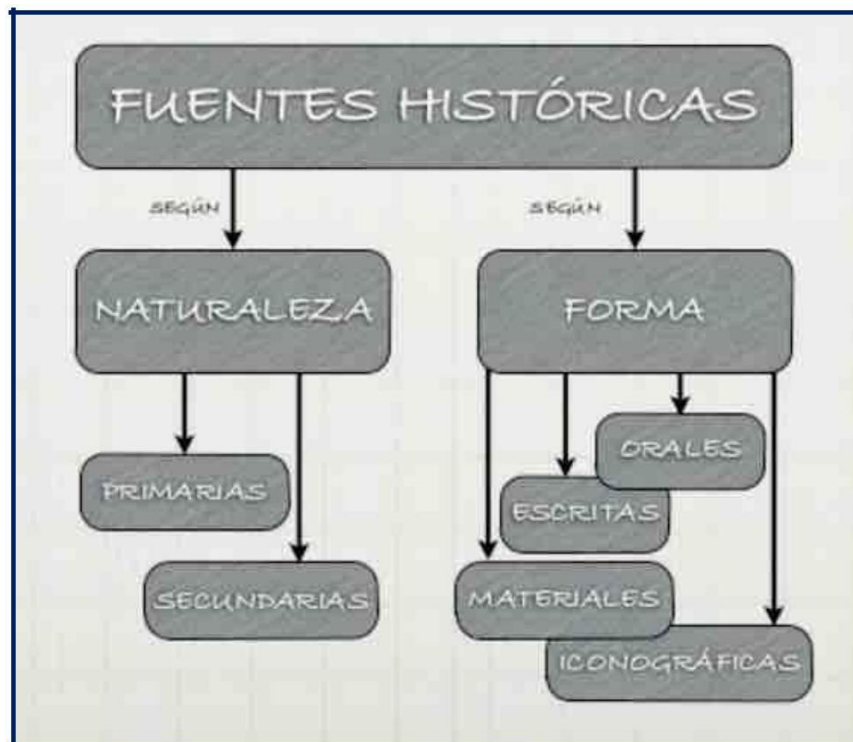 FUENTES HISTÓRICAS
SEGÚN
SEGÚN
NATURALEZA
FORMA
PRIMARIAS
SECUNDARIAS
ORALES
ESCRITAS
MATERIALES
ICONOGRÁFICAS